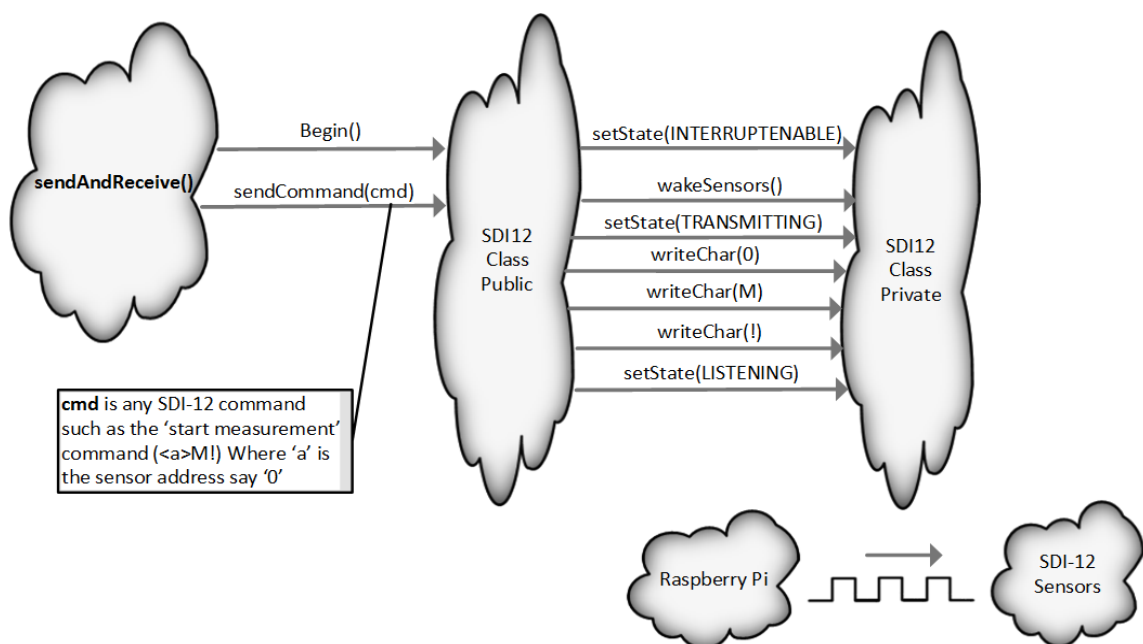 Begin()
setState(INTERRUPTENABLE)
sendAndReceive()
sendCommand(cmd)
wakeSensors()
setState(TRANSMITTING)
SDI12
Class
Public
writeChar(0)
SDI12
Class
Private
writeChar(M)
writeChar(!)
setState(LISTENING)
cmd is any SDI-12 command
such as the ‘start measurement’
command (<a>M!) Where ‘a’ is
the sensor address say ‘0’
Raspberry Pi
SDI-12
Sensors